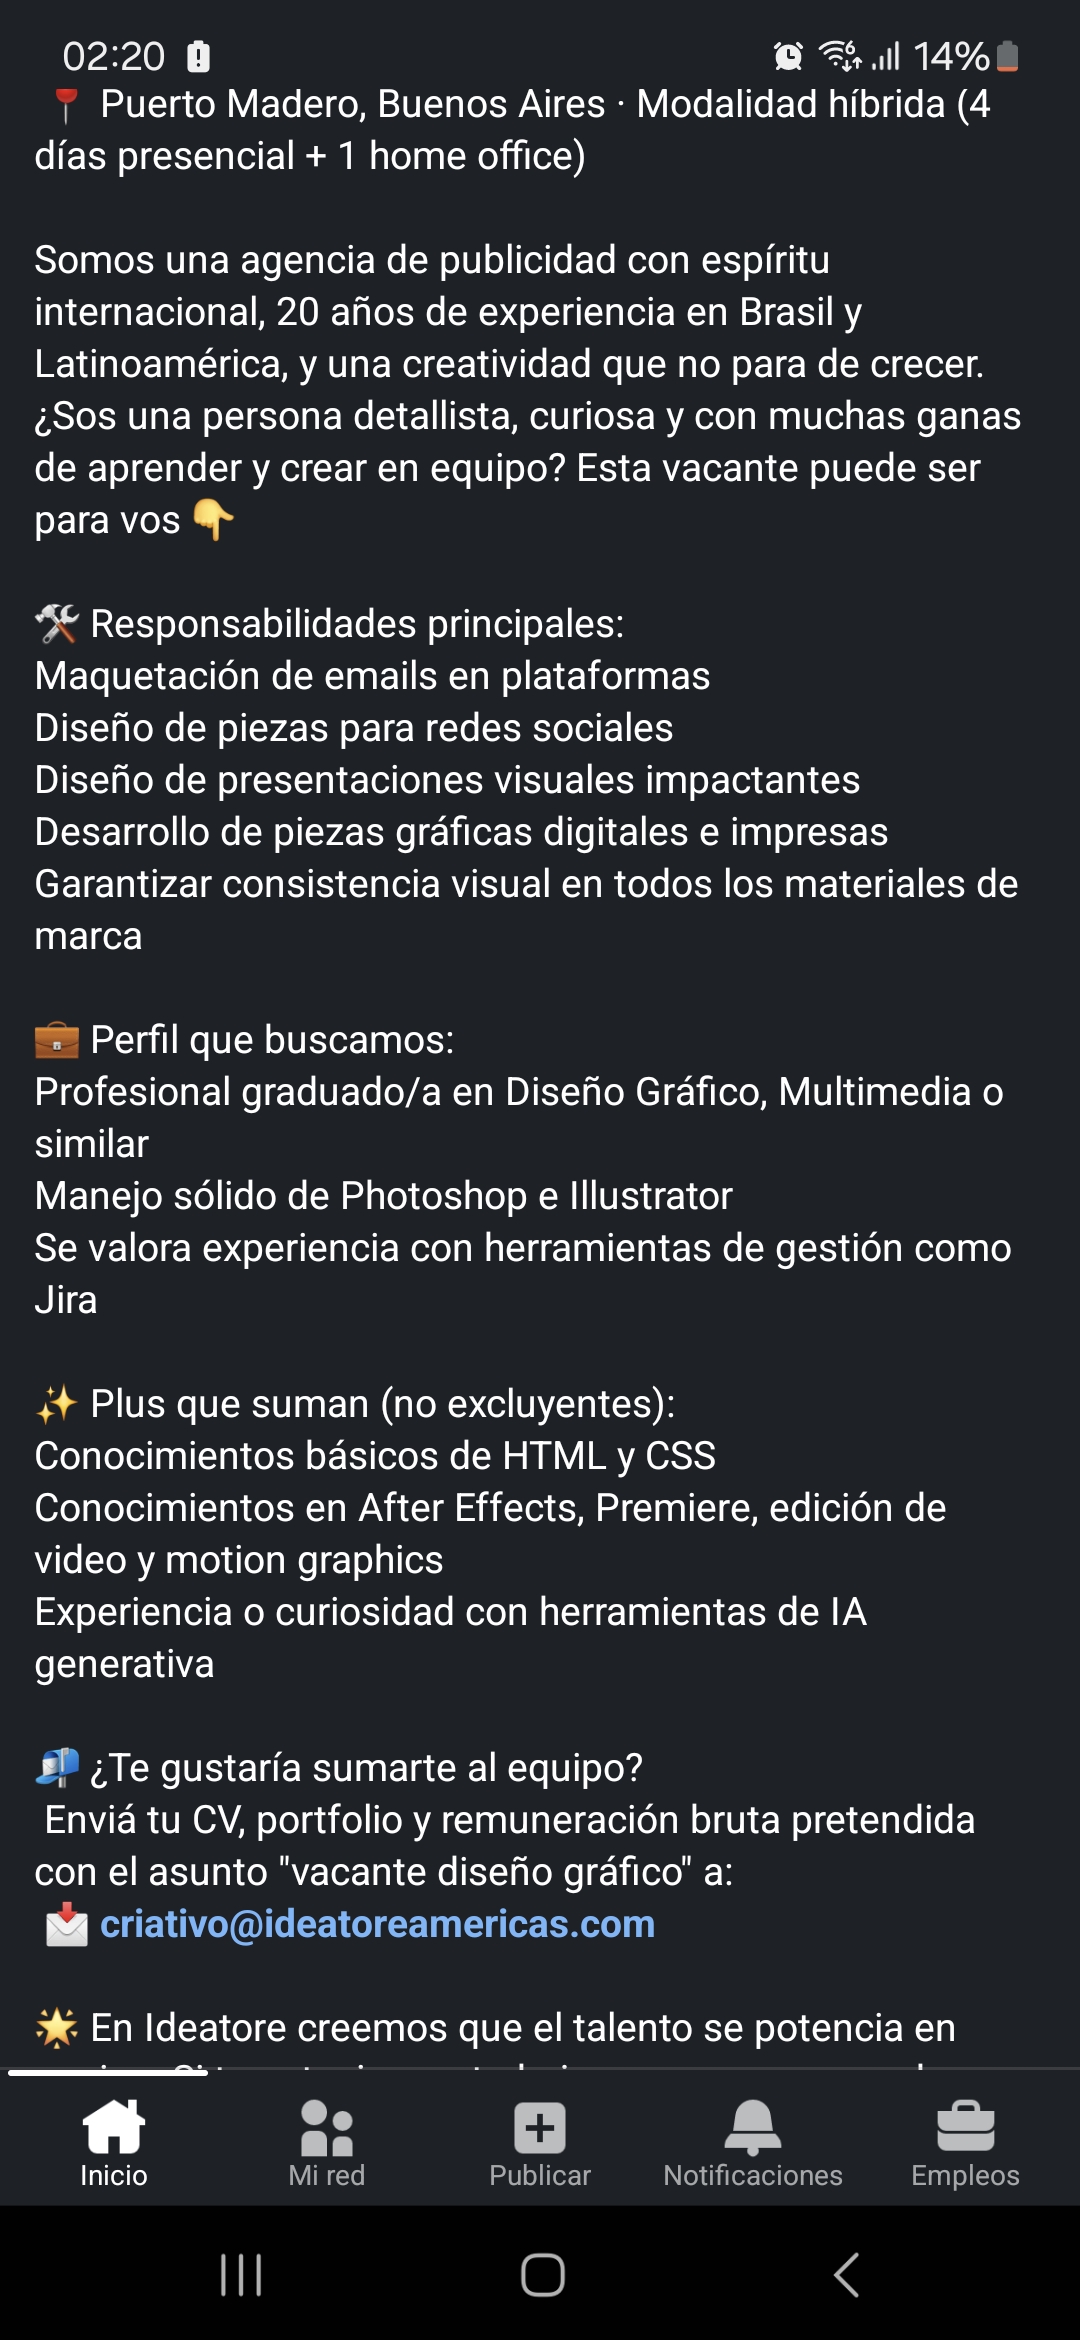 02:20 14%
📍 Puerto Madero, Buenos Aires · Modalidad híbrida (4
días presencial + 1 home office)
Somos una agencia de publicidad con espíritu
internacional, 20 años de experiencia en Brasil y
Latinoamérica, y una creatividad que no para de crecer.
¿Sos una persona detallista, curiosa y con muchas ganas
de aprender y crear en equipo? Esta vacante puede ser
para vos 👇
🛠 Responsabilidades principales:
Maquetación de emails en plataformas
Diseño de piezas para redes sociales
Diseño de presentaciones visuales impactantes
Desarrollo de piezas gráficas digitales e impresas
Garantizar consistencia visual en todos los materiales de
marca
💼 Perfil que buscamos:
Profesional graduado/a en Diseño Gráfico, Multimedia o
similar
Manejo sólido de Photoshop e Illustrator
Se valora experiencia con herramientas de gestión como
Jira
✨ Plus que suman (no excluyentes):
Conocimientos básicos de HTML y CSS
Conocimientos en After Effects, Premiere, edición de
video y motion graphics
Experiencia o curiosidad con herramientas de IA
generativa
📬 ¿Te gustaría sumarte al equipo?
Enviá tu CV, portfolio y remuneración bruta pretendida
con el asunto "vacante diseño gráfico" a:
📩 criativo@ideatoreamericas.com
🌟 En Ideatore creemos que el talento se potencia en
Inicio
Mi red
Publicar
Notificaciones
Empleos